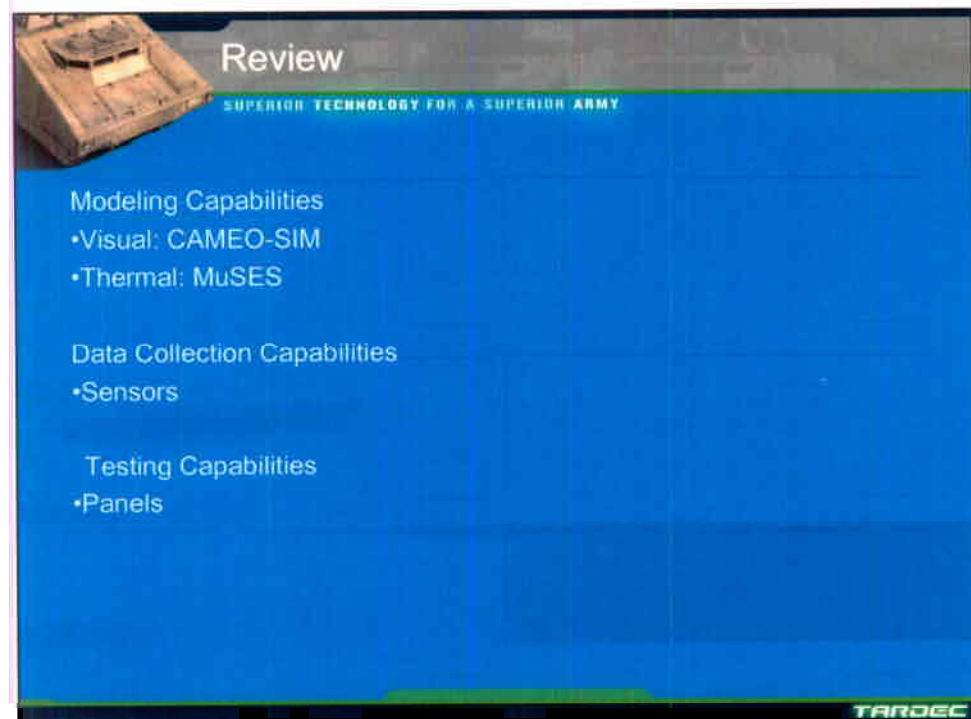 Review
SUPERIOR TECHNOLOGY FOR A SUPERIOR ARMY
Modeling Capabilities
•Visual: CAMEO-SIM
•Thermal: MuSES
Data Collection Capabilities
•Sensors
Testing Capabilities
•Panels
TARDEC